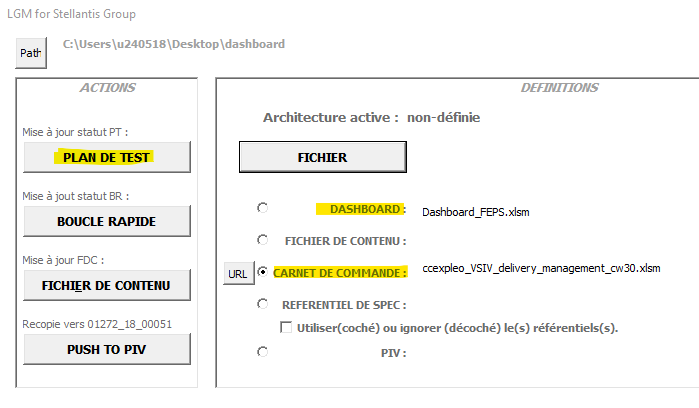 LGM for Stellantis Group
Path
C:\Users\u240518\Desktop\dashboard
ACTIONS
Mise à jour statut PT :
PLAN DE TEST
Mise à jout statut BR :
BOUCLE RAPIDE
Mise à jour FDC :
FICHIER DE CONTENU
Recopie vers 01272_18_00051
PUSH TO PIV
DEFINITIONS
Architecture active : non-définie
FICHIER
DASHBOARD : Dashboard_FEPS.xlsm
FICHIER DE CONTENU :
URL CARNET DE COMMANDE : ccexpleo_VSIV_delivery_management_cw30.xlsm
REFERENTIEL DE SPEC :
Utiliser(coché) ou ignorer (décoché) le(s) référentiels(s).
PIV :